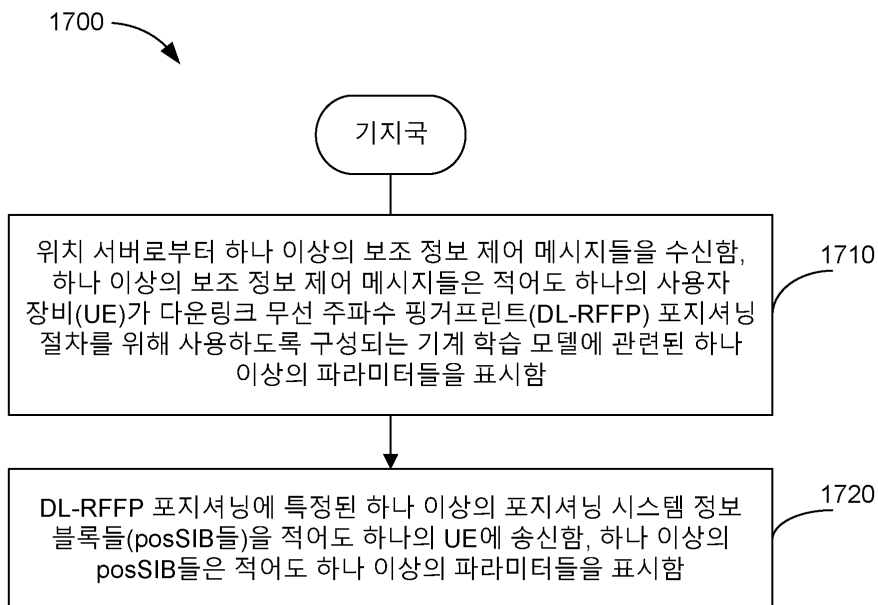 1700
기지국
위치 서버로부터 하나 이상의 보조 정보 제어 메시지들을 수신함,
하나 이상의 보조 정보 제어 메시지들은 적어도 하나의 사용자
장비(UE)가 다운링크 무선 주파수 핑거프린트(DL-RFFP) 포지셔닝
절차를 위해 사용하도록 구성되는 기계 학습 모델에 관련된 하나
이상의 파라미터들을 표시함
1710
DL-RFFP 포지셔닝에 특정된 하나 이상의 포지셔닝 시스템 정보
블록들(posSIB들)을 적어도 하나의 UE에 송신함, 하나 이상의
posSIB들은 적어도 하나 이상의 파라미터들을 표시함
1720